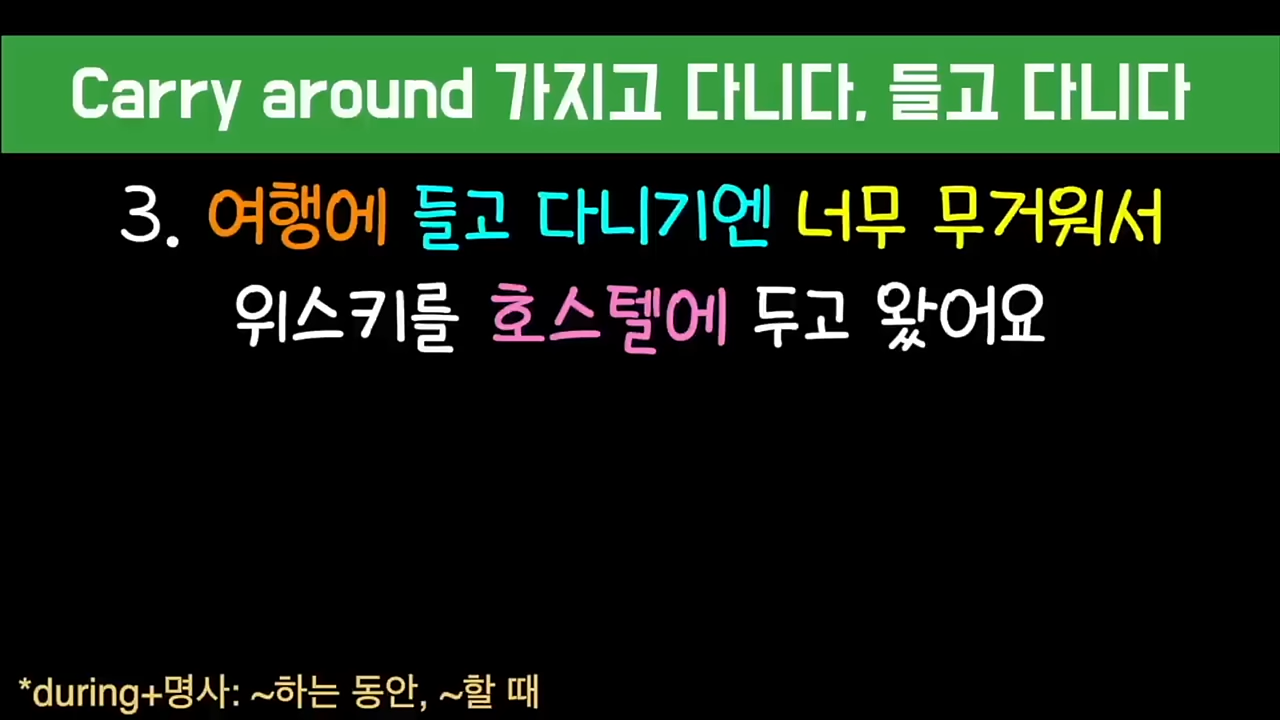 Carry around 가지고 다니다, 들고 다니다
3. 여행에 들고 다니기엔 너무 무거워서
위스키를 호스텔에 두고 왔어요
*during+명사: ~하는 동안, ~할 때